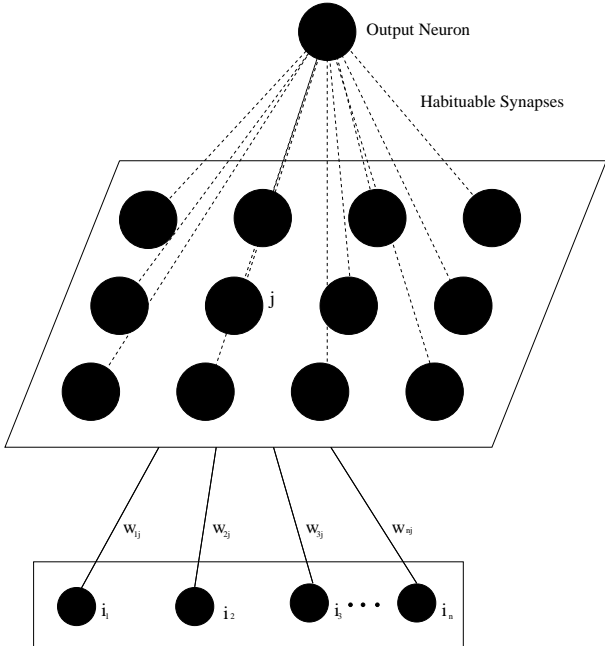 Output Neuron
Habituable Synapses
j
w1j w2j w3j wnj
i1 i2 i3 • • • in